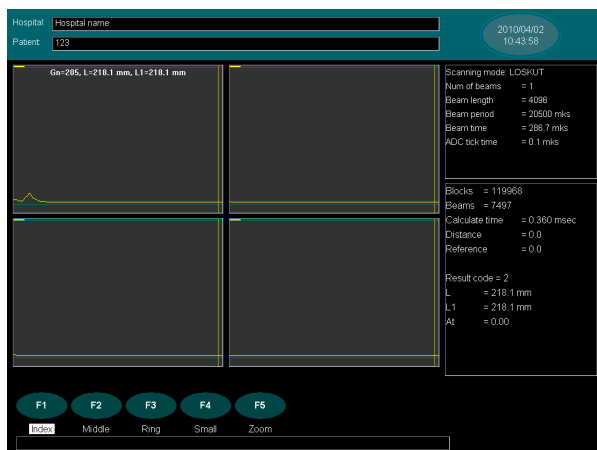 Hospital: Hospital name
Patient: 123
2010/04/02
10:43:58
Gn=205, L=218.1 mm, L1=218.1 mm
Scanning mode: LOSKUT
Num of beams = 1
Beam length = 4096
Beam period = 20500 mks
Beam time = 286.7 mks
ADC tick time = 0.1 mks
Blocks = 119968
Beams = 7497
Calculate time = 0.360 msec
Distance = 0.0
Reference = 0.0
Result code = 2
L = 218.1 mm
L1 = 218.1 mm
At = 0.00
F1 F2 F3 F4 F5
Index Middle Ring Small Zoom